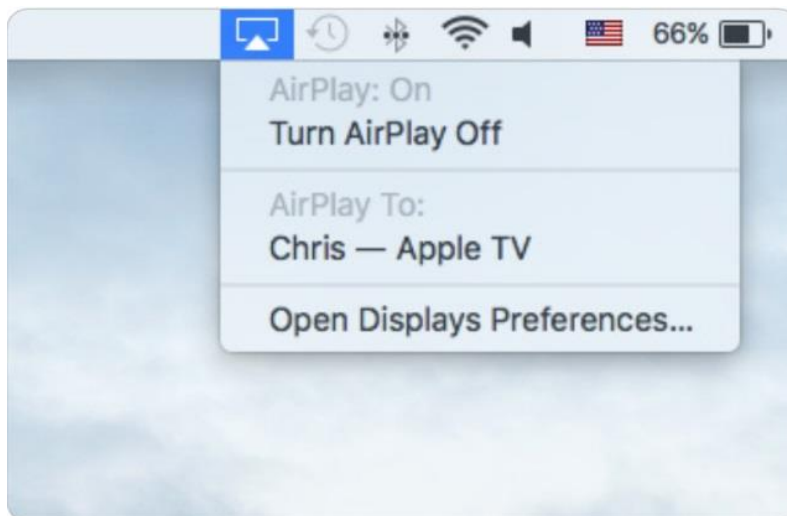 66%
AirPlay: On
Turn AirPlay Off
AirPlay To:
Chris — Apple TV
Open Displays Preferences...